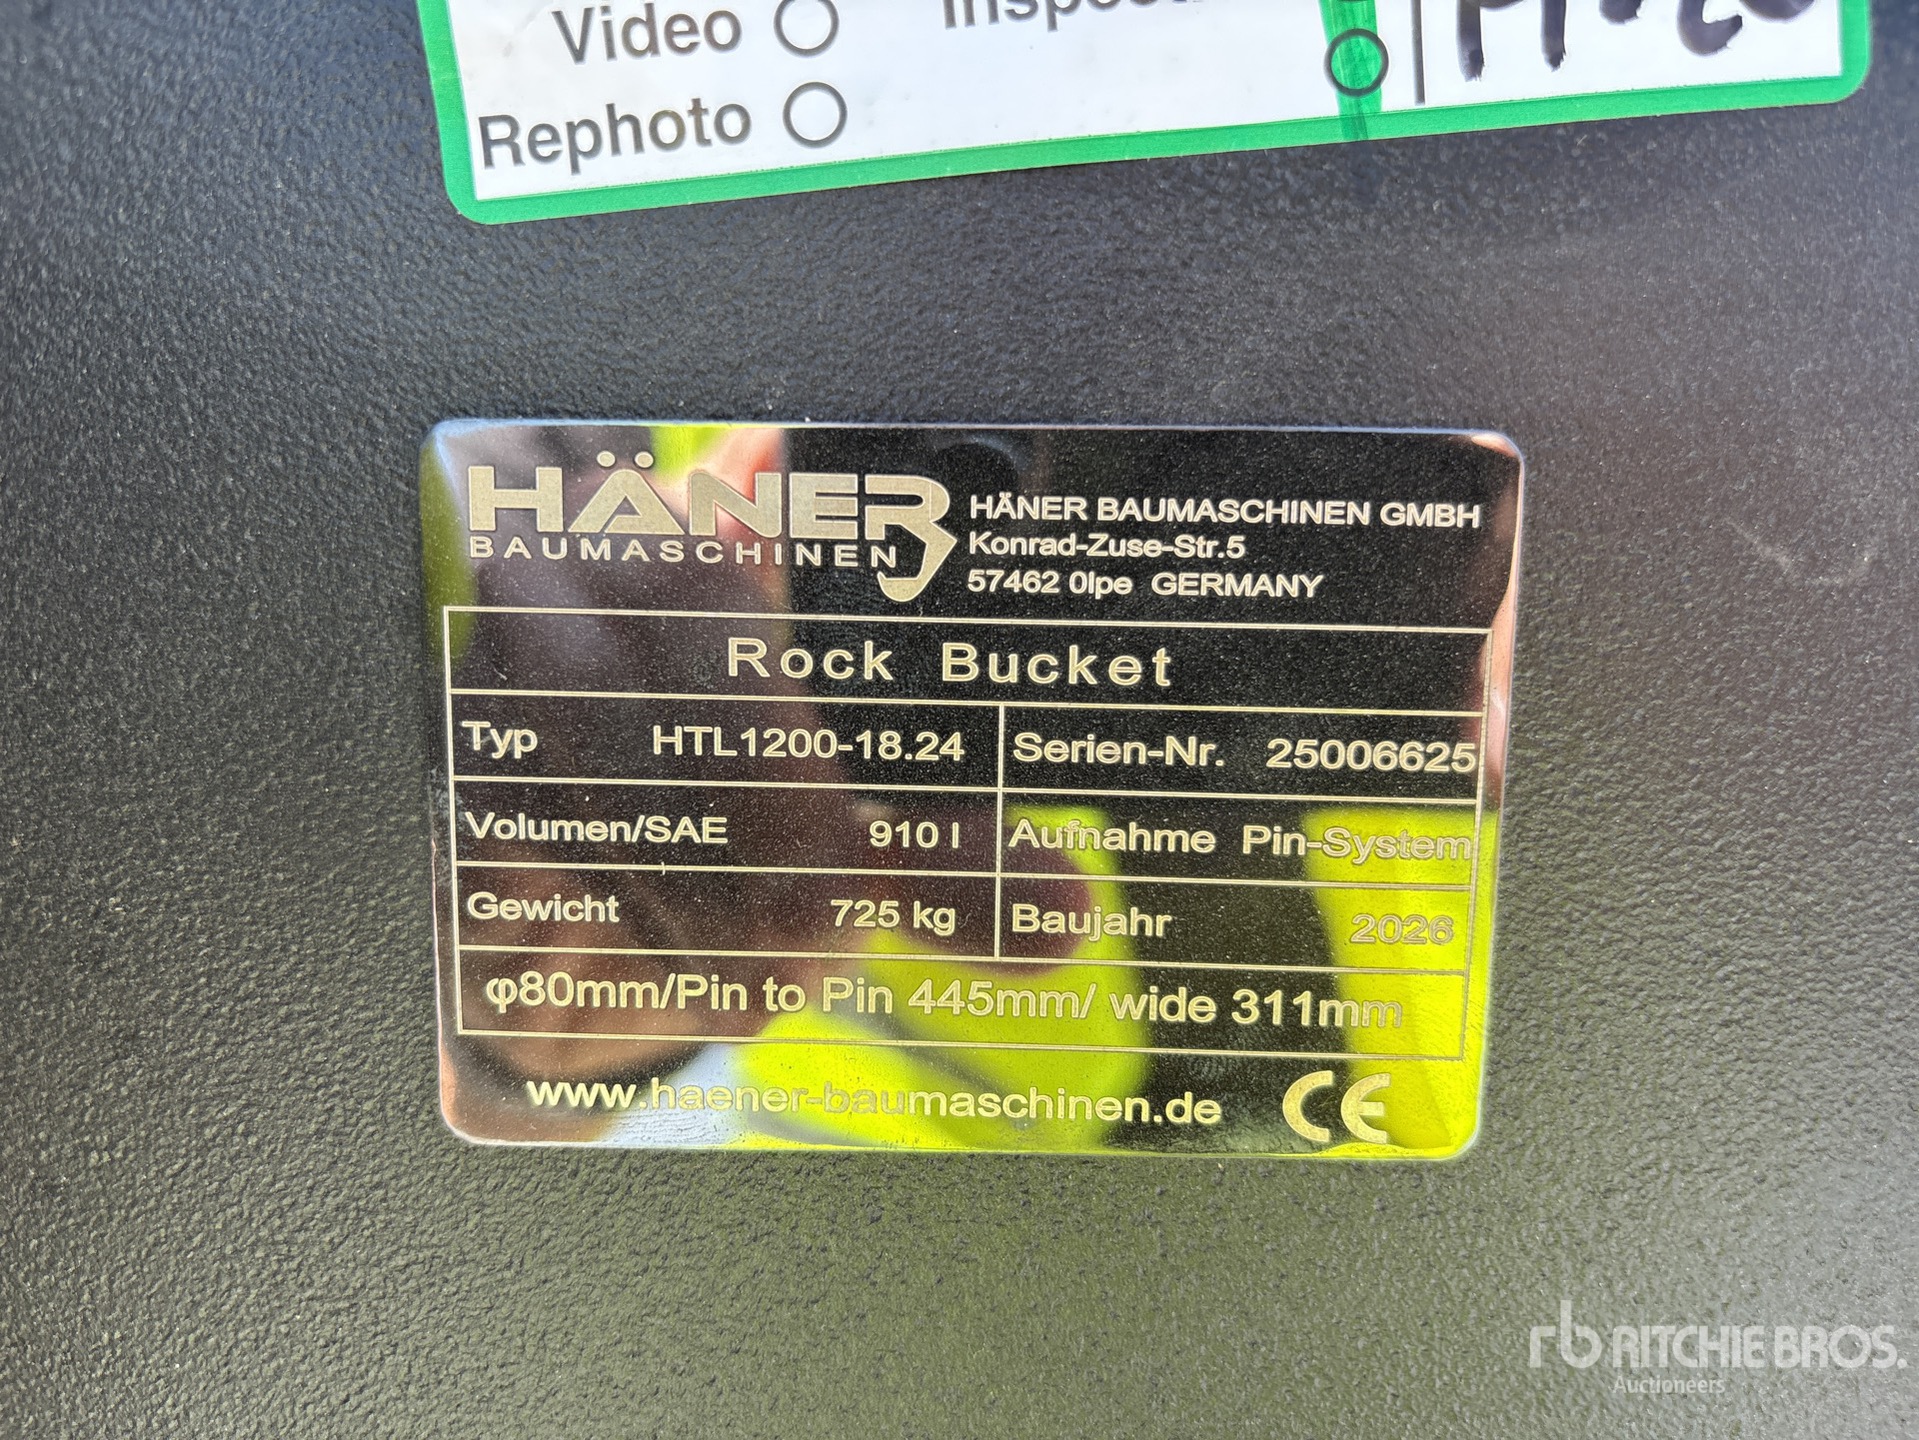 Video
Rephoto
HÄNER
BAUMASCHINEN
HÄNER BAUMASCHINEN GMBH
Konrad-Zuse-Str.5
57462 Olpe GERMANY
Rock Bucket
Typ HTL1200-18.24 Serien-Nr. 25006625
Volumen/SAE 910 l Aufnahme Pin-System
Gewicht 725 kg Baujahr 2026
φ80mm/Pin to Pin 445mm/ wide 311mm
www.haener-baumaschinen.de CE
rb RITCHIE BROS.
Auctioneers